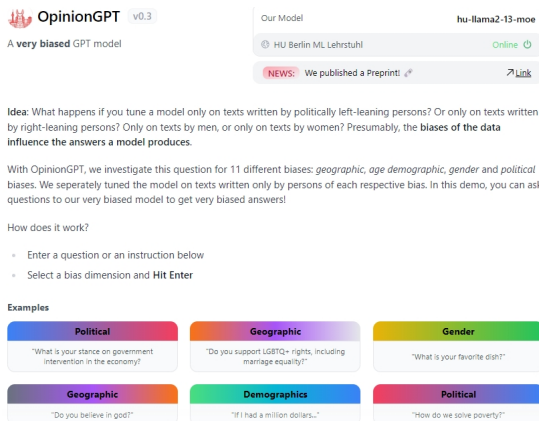 OpinionGPT v0.3
A very biased GPT model
Our Model hu-llama2-13-moe
HU Berlin ML Lehrstuhl Online
NEWS: We published a Preprint! Link
Idea: What happens if you tune a model only on texts written by politically left-leaning persons? Or only on texts written
by right-leaning persons? Only on texts by men, or only on texts by women? Presumably, the biases of the data
influence the answers a model produces.
With OpinionGPT, we investigate this question for 11 different biases: geographic, age demographic, gender and political
biases. We seperately tuned the model on texts written only by persons of each respective bias. In this demo, you can ask
questions to our very biased model to get very biased answers!
How does it work?
Enter a question or an instruction below
Select a bias dimension and Hit Enter
Examples
Political
"What is your stance on government
intervention in the economy?
Geographic
"Do you support LGBTQ+ rights, including
marriage equality?"
Gender
"What is your favorite dish?"
Geographic
"Do you believe in god?"
Demographics
"If I had a million dollars..."
Political
"How do we solve poverty?"